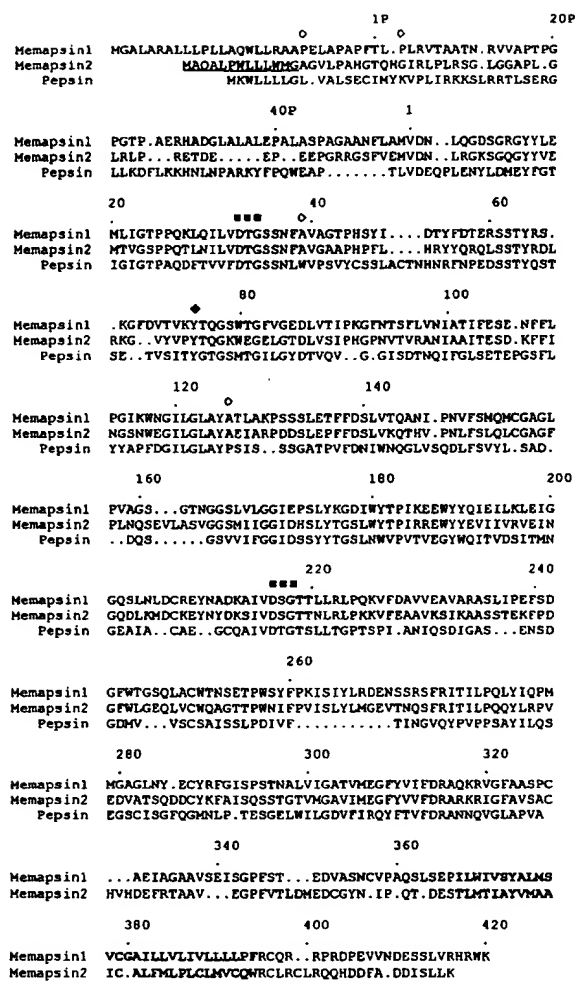 1P 20P
Memapsin1 MGALARALLLPLLAQWLLRAAPELAPAPFTL.PLRVTAATN.RVVAPTPG
Memapsin2 MAQALPWLLLWMGAGVLPAHGTQHGIRLPLRSG.LGGAPL.G
Pepsin MKWLLLLGL.VALSECIMYKVPLIRKKSLRRTLSERG
40P 1
Memapsin1 PGTP.AERHADGLALALEPALASPAGAANFLAMVDN..LQGDSGRGYYLE
Memapsin2 LRLP..RETDE.....EP..EEPGRRGSFVEMVDN..LRGKSGQGYYVE
Pepsin LLKDFLKKHNLNPARKYFPQWEAP.......TLVDEQPLENYLDMEYFGT
20 40 60
Memapsin1 MLIGTPPQKLQILVDTGSSNFAVAGTPHSYI....DTYFDTERSSTYRS.
Memapsin2 MTVGSPPQTLNILVDTGSSNFAVGAAPHPFL....HRYYQRQLSSTYRDL
Pepsin IGIGTPAQDFTVVFDTGSSNLWVPSVYCSSLACTNHNRFNPEDSSTYQST
80 100
Memapsin1 .KGFDVTVKYTQGSWTGFVGEDLVTIPKGFNTSFLVNIATIFESE.NFFL
Memapsin2 RKG..VYVPYTQGKWEGELGTDLVSIPHGPNVTVRANIAAITESD.KFFI
Pepsin SE..TVSITYGTGSMTGILGYDTVQV..G.GISDTNQIFGLSETEPGSFL
120 140
Memapsin1 PGIKWNGILGLAYATLAKPSSSLETFFDSLVTQANI.PNVFSMQMCGAGL
Memapsin2 NGSNWEGILGLAYAEIARPDDSLEPFFDSLVKQTHV.PNLFSLQLCGAGF
Pepsin YYAPFDGILGLAYPSIS..SSGATPVFDNIWNQGLVSQDLFSVYL.SAD.
160 180 200
Memapsin1 PVAGS...GTNGGSLVLGGIEPSLYKGDIWYTPIKEEWYYQIEILKLEIG
Memapsin2 PLNQSEVLASVGGSMIIGGIDHSLYTGSLWYTPIRREWYYEVIIVRVEIN
Pepsin ..DQS.....GSVVIFGGIDSSYYTGSLNWVPVTVEGYWQITVDSITMN
220 240
Memapsin1 GQSLNLDCREYNADKAIVDSGTTLLRLPQKVFDAVVEAVARASLIPEFSD
Memapsin2 GQDLKMDCKEYNYDKSIVDSGTTNLRLPKKVFEAAVKSIKAASSTEKFPD
Pepsin GEAIA..CAE..GCQAIVDTGTSLLTGPTSPI.ANIQSDIGAS...ENSD
260
Memapsin1 GFWTGSQLACWTNSETPWSYFPKISIYLRDENSSRSFRITILPQLYIQPM
Memapsin2 GFWLGEQLVCWQAGTTPWNIFPVISLYLMGEVTNQSFRITILPQQYLRPV
Pepsin GDMV...VSCSAISSLPDIVF..........TINGVQYPVPPSAYILQS
280 300 320
Memapsin1 MGAGLNY.ECYRFGISPSTNALVIGATVMEGFYVIFDRAQKRVGFAASPC
Memapsin2 EDVATSQDDCYKFAISQSSTGTVMGAVIMEGFYVVFDRARKRIGFAVSAC
Pepsin EGSCISGFQGMNLP.TESGELWILGDVFIRQYFTVFDRANNQVGLAPVA
340 360
Memapsin1 ...AEIAGAAVSEISGPFST...EDVASNCVPAQSLSEPILWIVSYALMS
Memapsin2 HVHDEFRTAAV...EGPFVTLDMEDCGYN.IP.QT.DESTLMTIAYVMAA
380 400 420
Memapsin1 VCGAILLVLIVLLLLPFRCQR..RPRDPEVVNDESSLVRHRWK
Memapsin2 IC.ALFMLPLCLMVCQWRCLRCLRQQHDDFA.DDISLLK